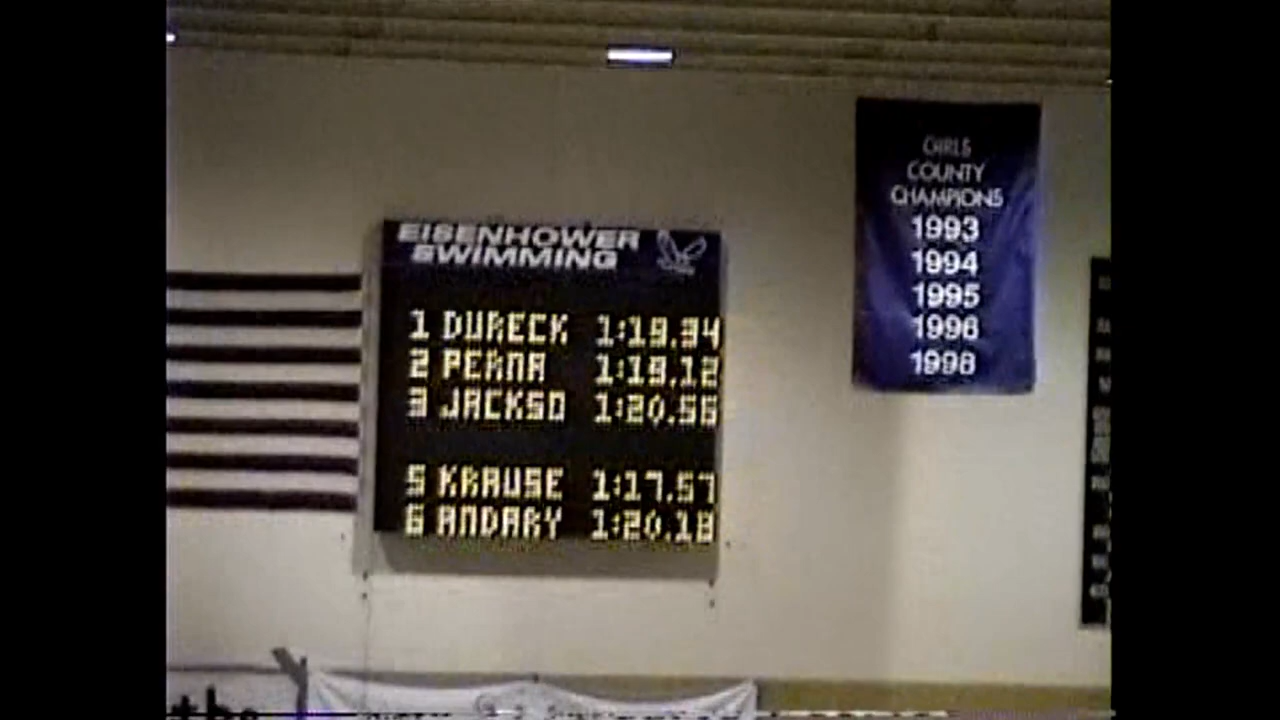 EISENHOWER
SWIMMING
1 DURECK 1:19.94
2 PERNA 1:19.12
3 JACKSO 1:20.56
5 KRAUSE 1:17.57
6 ANDARY 1:20.18
GIRLS
COUNTY
CHAMPIONS
1993
1994
1995
1996
1998